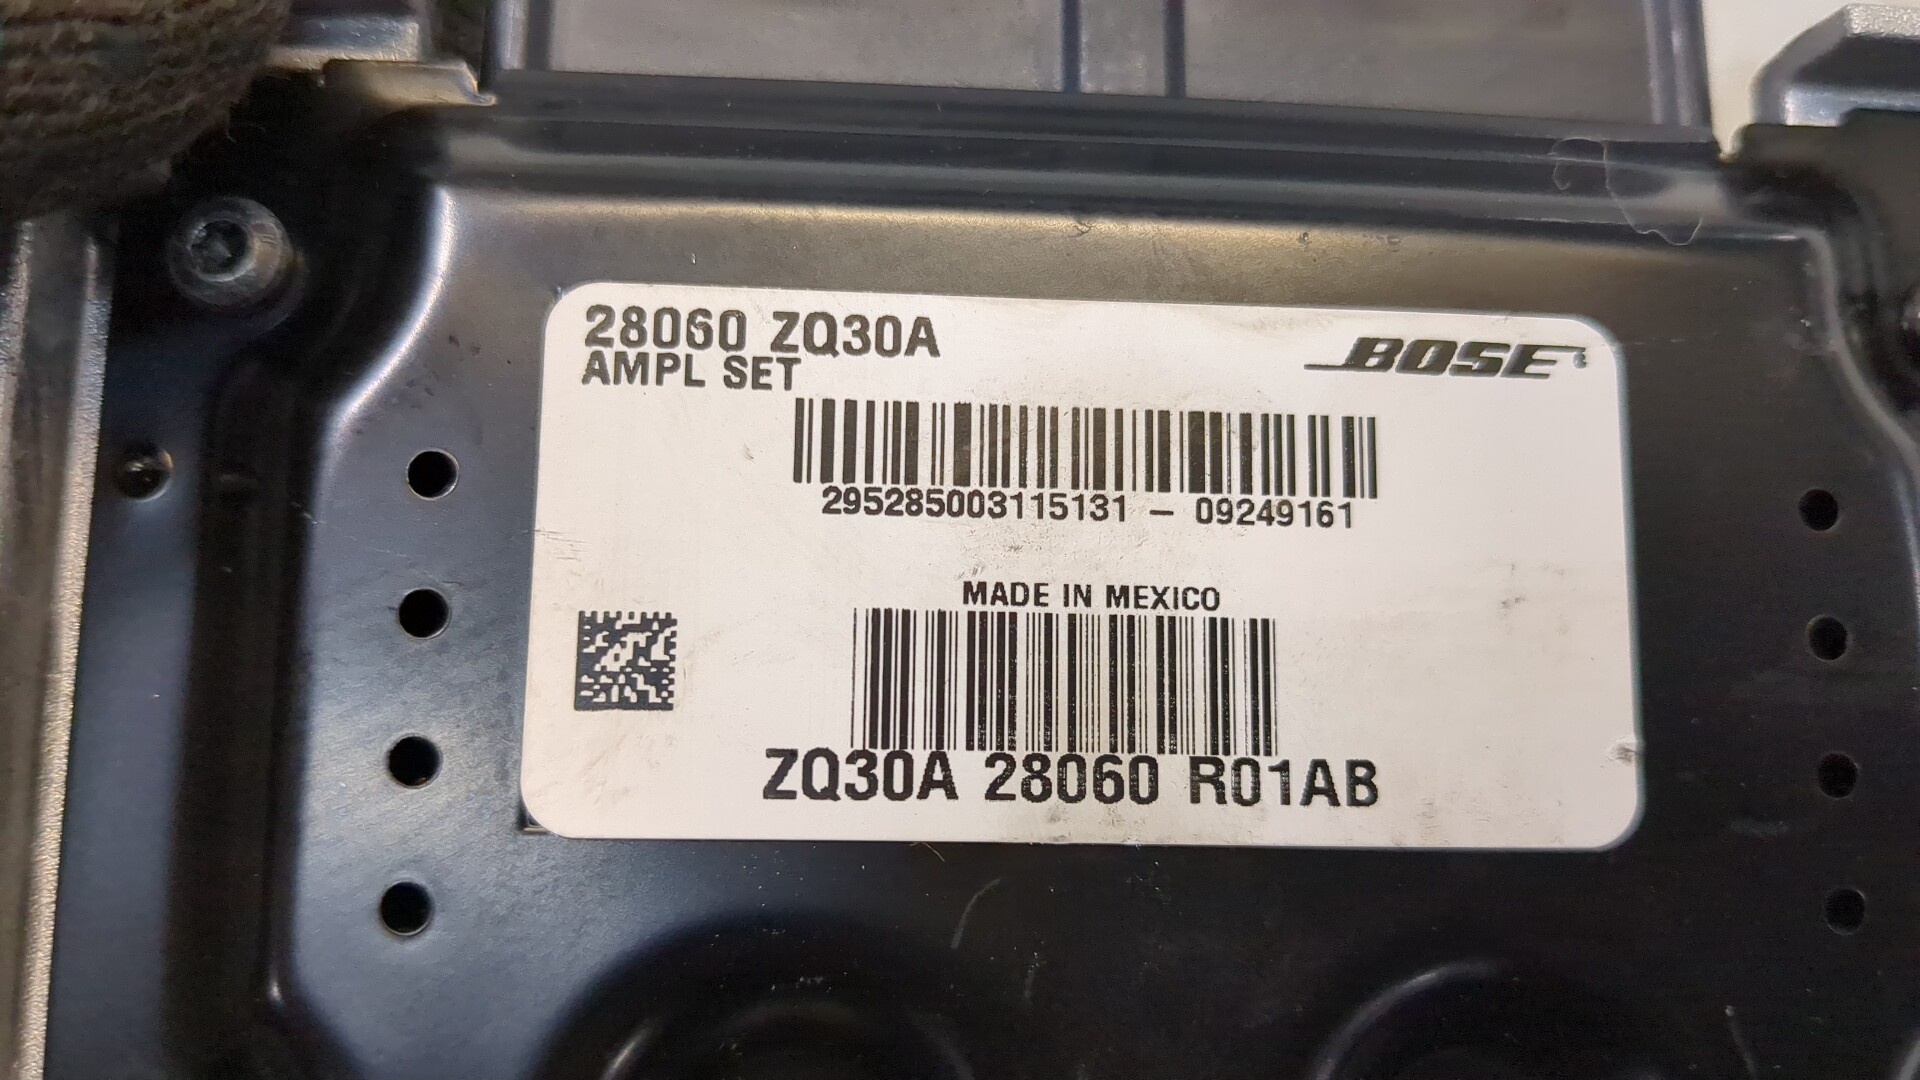 28060 ZQ30A
AMPL SET
BOSE
295285003115131 – 09249161
MADE IN MEXICO
ZQ30A 28060 R01AB